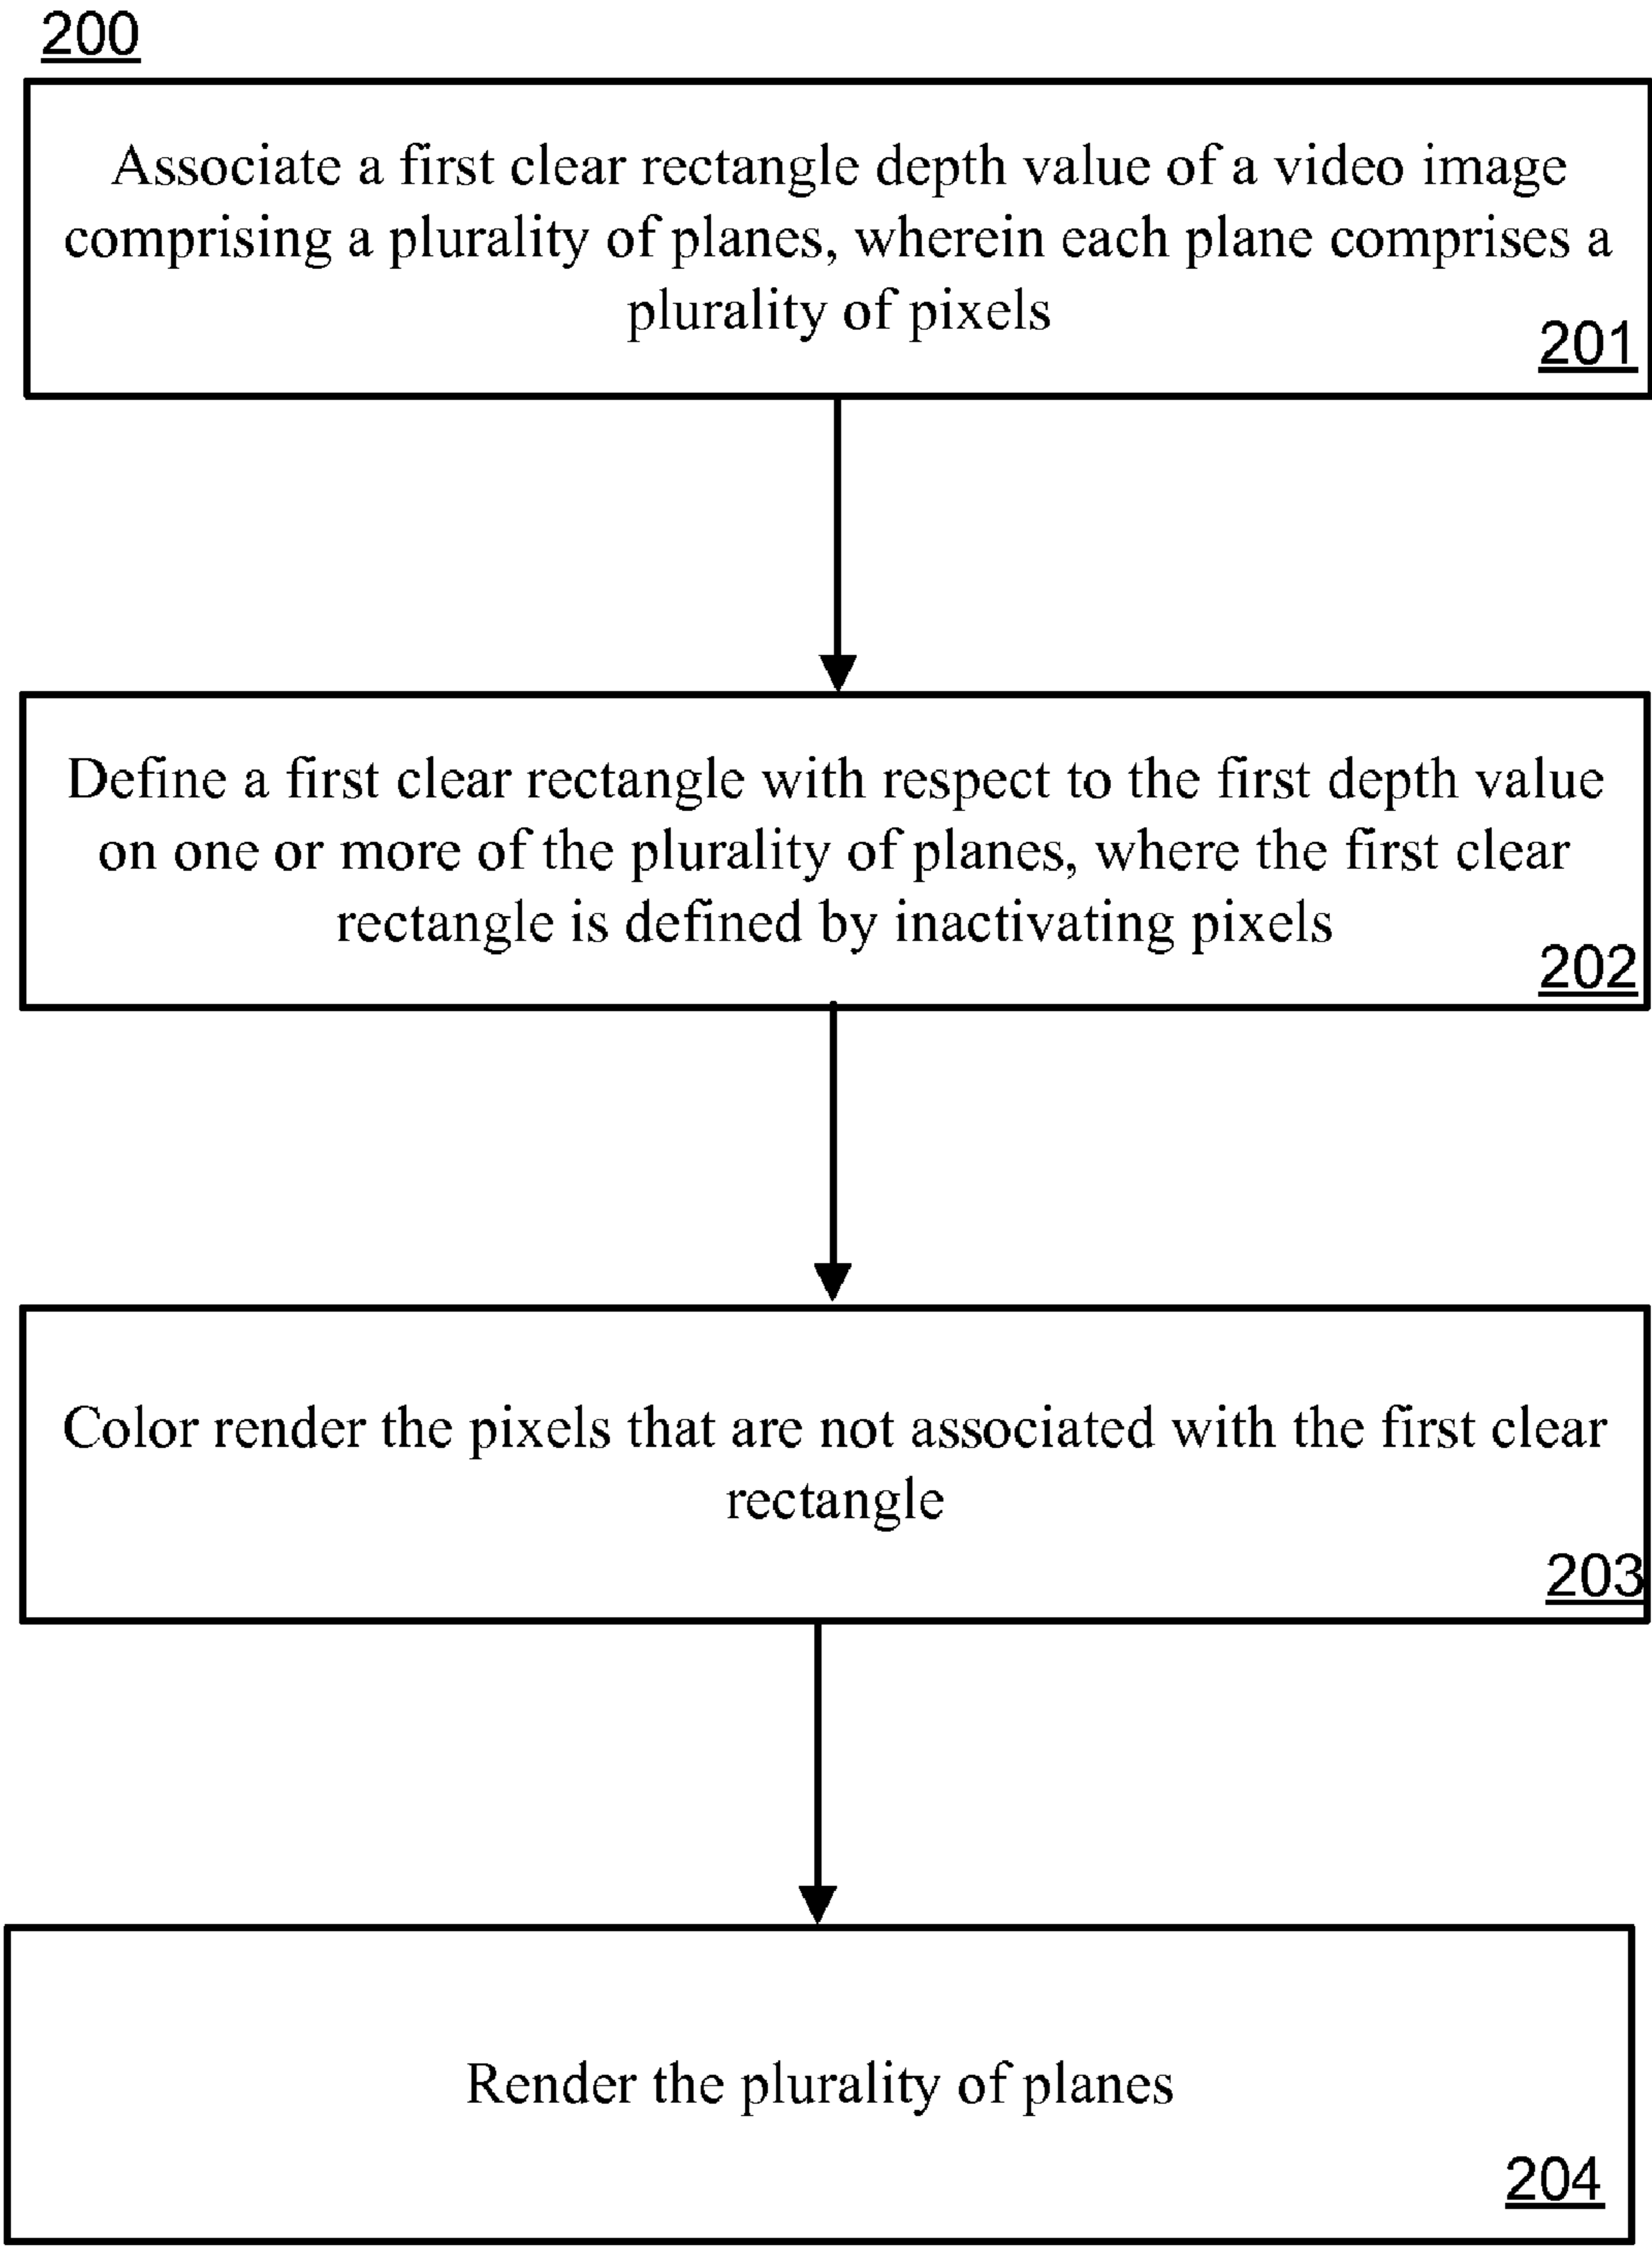 200
Associate a first clear rectangle depth value of a video image
comprising a plurality of planes, wherein each plane comprises a
plurality of pixels
201
Define a first clear rectangle with respect to the first depth value
on one or more of the plurality of planes, where the first clear
rectangle is defined by inactivating pixels
202
Color render the pixels that are not associated with the first clear
rectangle
203
Render the plurality of planes
204